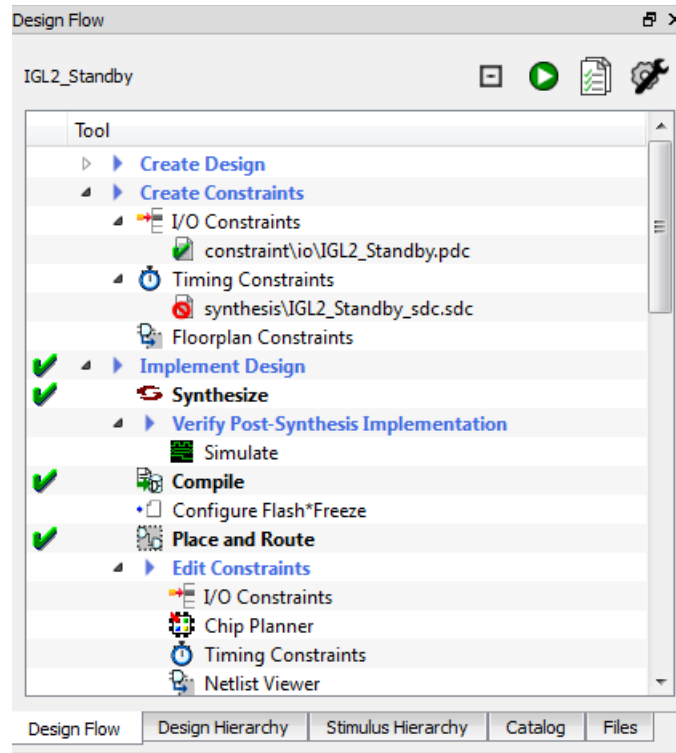 Design Flow
IGL2_Standby
Tool
Create Design
Create Constraints
I/O Constraints
constraint\io\IGL2_Standby.pdc
Timing Constraints
synthesis\IGL2_Standby_sdc.sdc
Floorplan Constraints
Implement Design
Synthesize
Verify Post-Synthesis Implementation
Simulate
Compile
Configure Flash*Freeze
Place and Route
Edit Constraints
I/O Constraints
Chip Planner
Timing Constraints
Netlist Viewer
Design Flow Design Hierarchy Stimulus Hierarchy Catalog Files